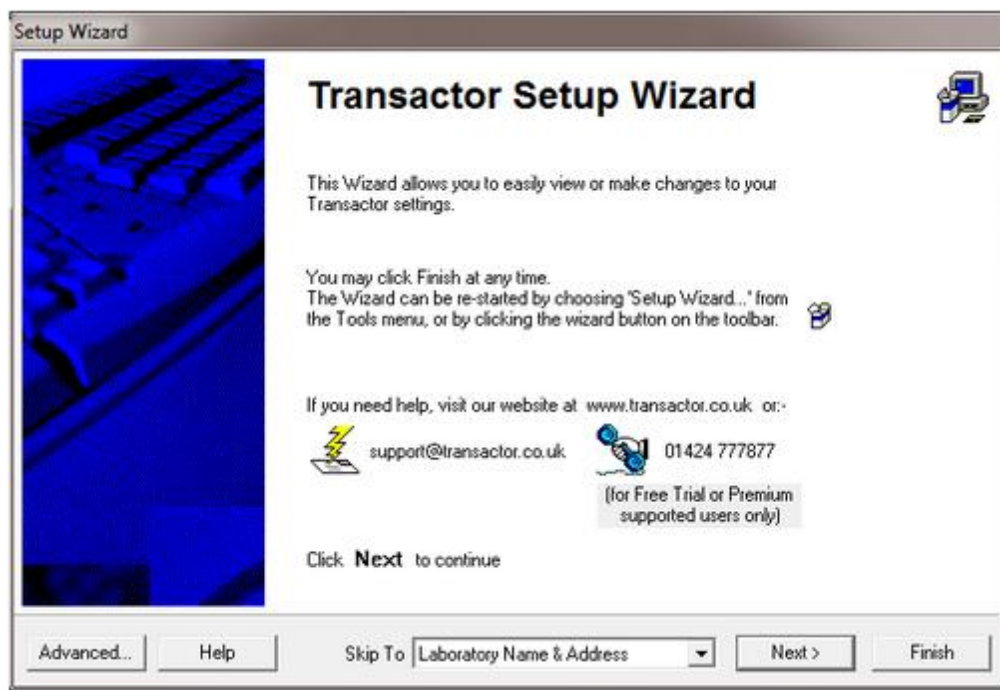 Setup Wizard
Transactor Setup Wizard
This Wizard allows you to easily view or make changes to your
Transactor settings.
You may click Finish at any time.
The Wizard can be re-started by choosing 'Setup Wizard...' from
the Tools menu, or by clicking the wizard button on the toolbar.
If you need help, visit our website at www.transactor.co.uk or:-
support@transactor.co.uk 01424 777877
(for Free Trial or Premium
supported users only)
Click Next to continue
Advanced... Help Skip To Laboratory Name & Address Next > Finish